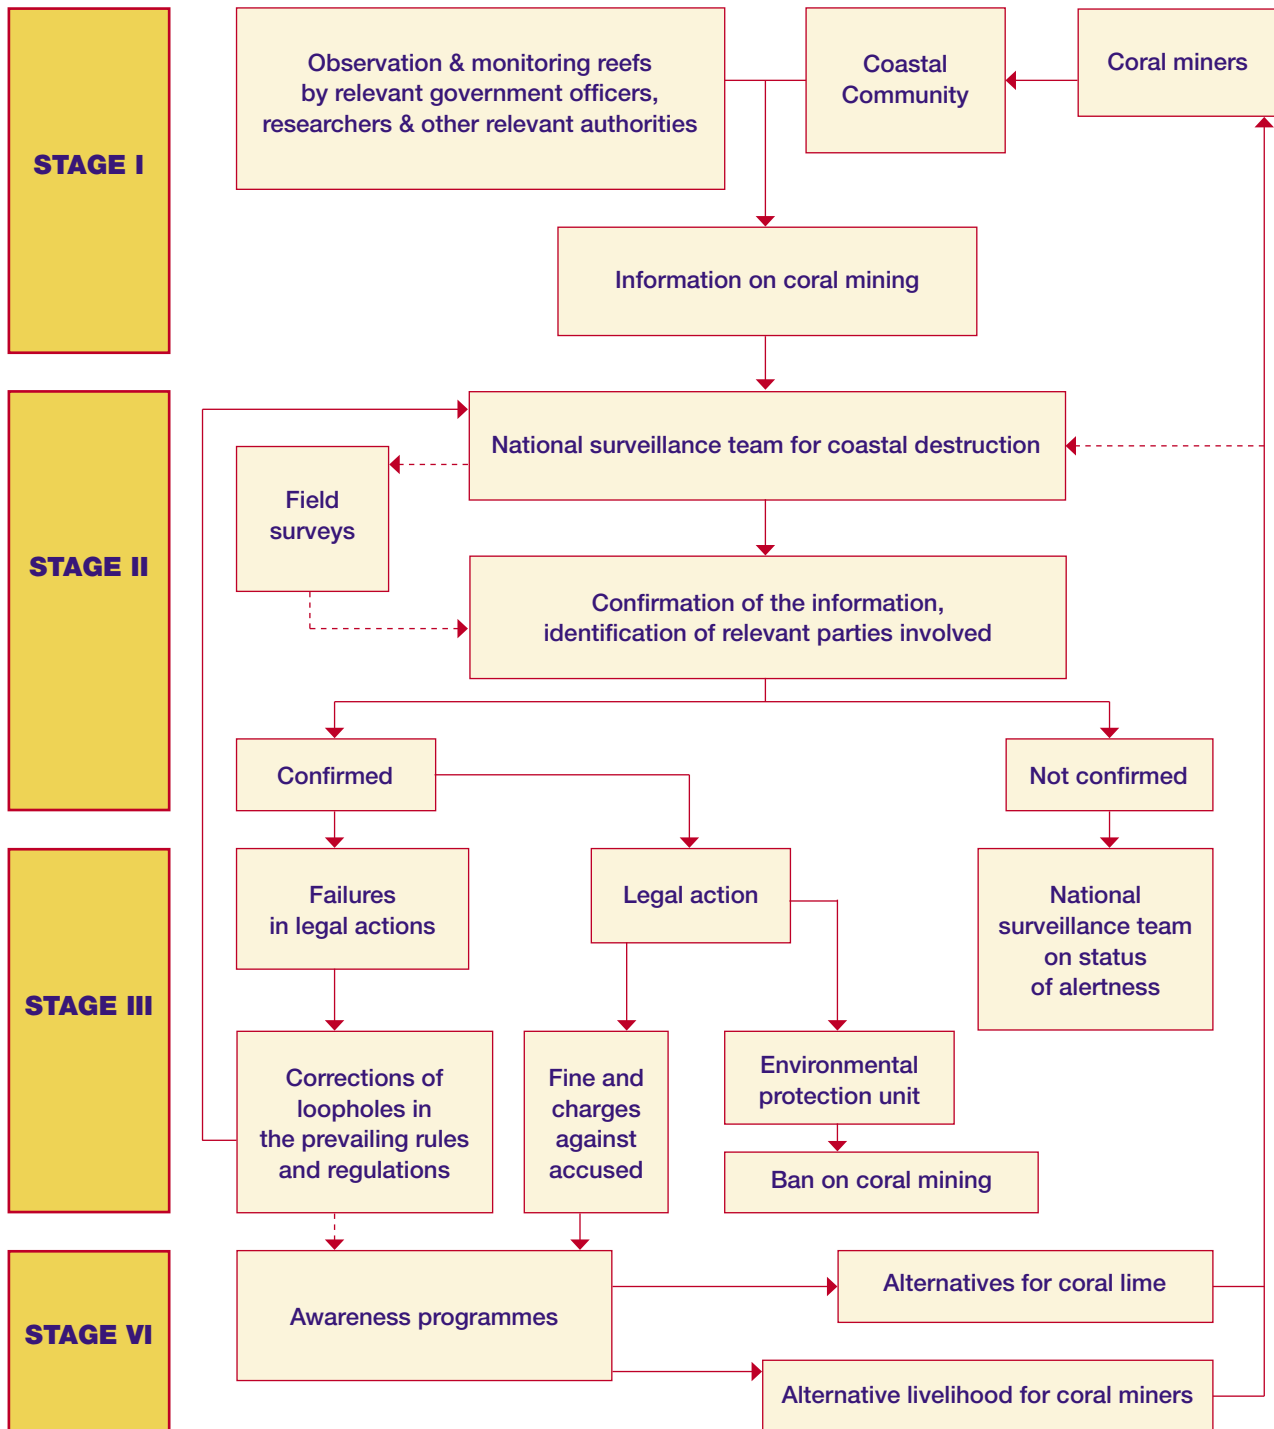 STAGE I
Observation & monitoring reefs
by relevant government officers,
researchers & other relevant authorities
Coastal
Community
Coral miners
Information on coral mining
STAGE II
National surveillance team for coastal destruction
Field
surveys
Confirmation of the information,
identification of relevant parties involved
Confirmed
Not confirmed
STAGE III
Failures
in legal actions
Legal action
National
surveillance team
on status
of alertness
Corrections of
loopholes in
the prevailing rules
and regulations
Fine and
charges
against
accused
Environmental
protection unit
Ban on coral mining
STAGE VI
Awareness programmes
Alternatives for coral lime
Alternative livelihood for coral miners